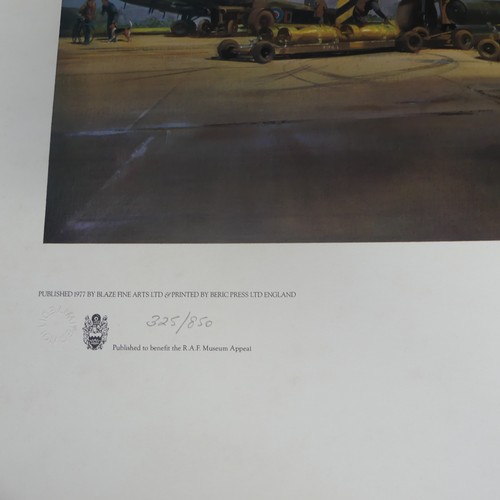 PUBLISHED 1977 BY BLAZE FINE ARTS LTD & PRINTED BY BERIC PRESS LTD ENGLAND
325/850
Published to benefit the R.A.F. Museum Appeal